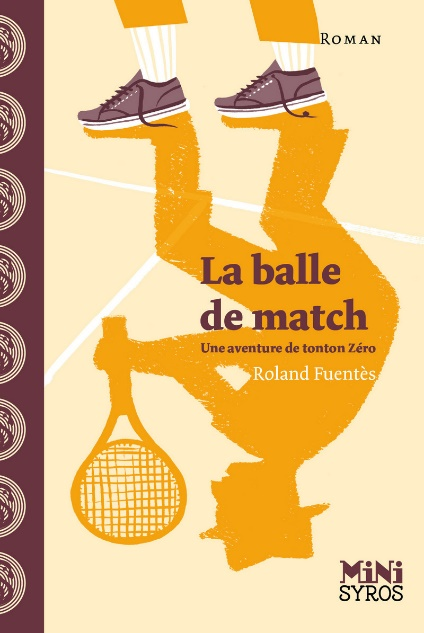 Roman
La balle
de match
Une aventure de tonton Zéro
Roland Fuentès
MiNi
SYROS